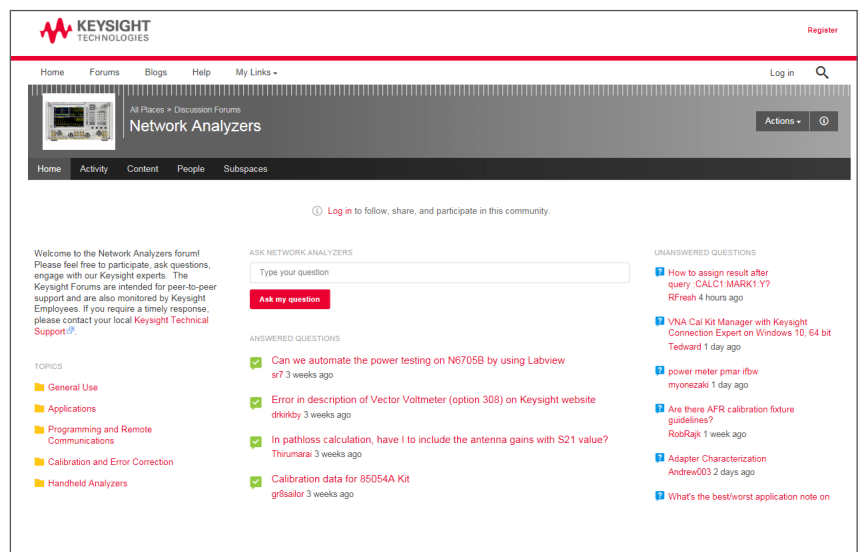 KEYSIGHT
TECHNOLOGIES
Register
Home Forums Blogs Help My Links
Log in
All Places > Discussion Forums
Network Analyzers
Actions
Home Activity Content People Subspaces
Log in to follow, share, and participate in this community.
Welcome to the Network Analyzers forum!
Please feel free to participate, ask questions,
engage with our Keysight experts. The
Keysight Forums are intended for peer-to-peer
support and are also monitored by Keysight
Employees. If you require a timely response,
please contact your local Keysight Technical
Support.
TOPICS
General Use
Applications
Programming and Remote
Communications
Calibration and Error Correction
Handheld Analyzers
ASK NETWORK ANALYZERS
Type your question
Ask my question
ANSWERED QUESTIONS
Can we automate the power testing on N6705B by using Labview
sr7 3 weeks ago
Error in description of Vector Voltmeter (option 308) on Keysight website
drkirkby 3 weeks ago
In pathloss calculation, have I to include the antenna gains with S21 value?
Thirumarai 3 weeks ago
Calibration data for 85054A Kit
gr8sailor 3 weeks ago
UNANSWERED QUESTIONS
How to assign result after
query :CALC1:MARK1:Y?
RFresh 4 hours ago
VNA Cal Kit Manager with Keysight
Connection Expert on Windows 10, 64 bit
Tedward 1 day ago
power meter pmar ifbw
myonezaki 1 day ago
Are there AFR calibration fixture
guidelines?
RobRajk 1 week ago
Adapter Characterization
Andrew003 2 days ago
What's the best/worst application note on